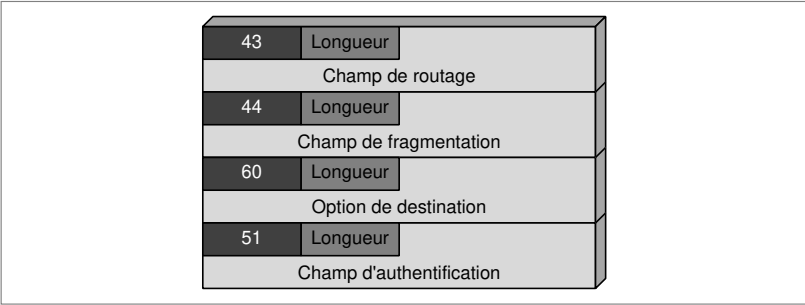 43 Longueur
Champ de routage
44 Longueur
Champ de fragmentation
60 Longueur
Option de destination
51 Longueur
Champ d'authentification